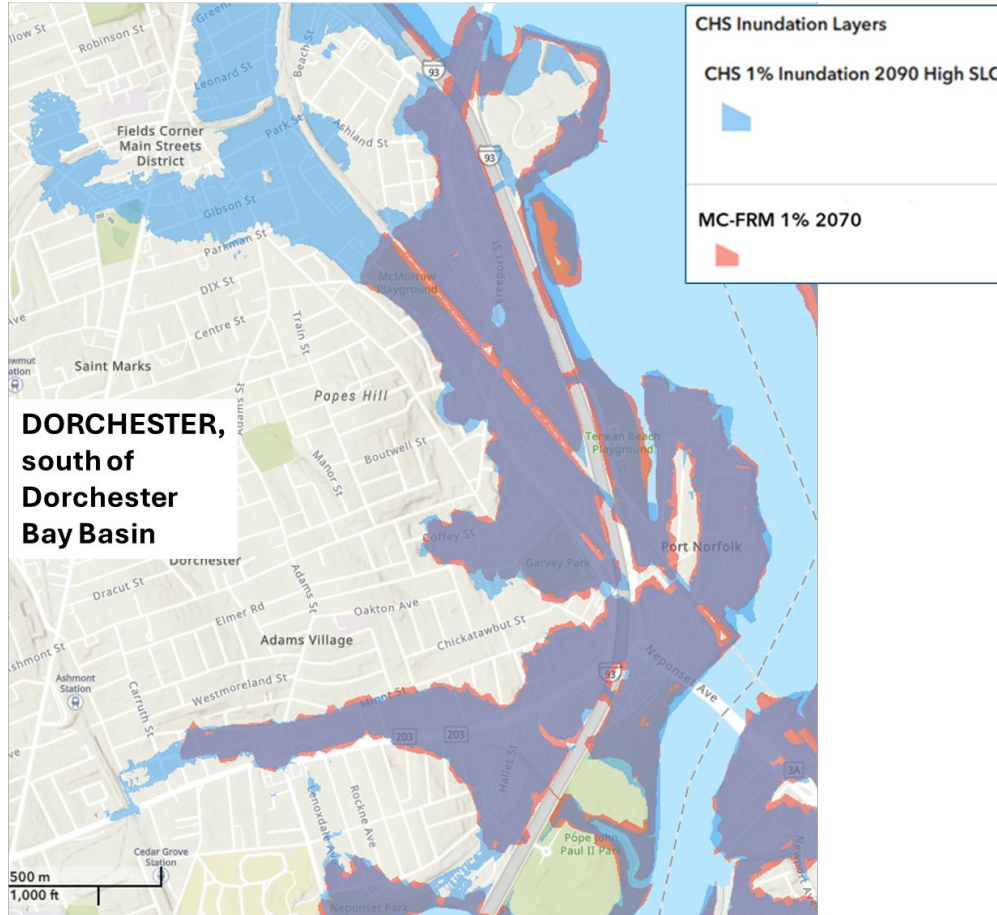 CHS Inundation Layers
CHS 1% Inundation 2090 High SLC
MC-FRM 1% 2070
Robinson St
Beach St
Leonard St
93
Park St
Ashland St
Fields Corner
Main Streets
District
93
Gibson St
Parkman St
McMorrow
Playground
Freeport St
DIX St
Centre St
Train St
Ave
Saint Marks
Popes Hill
Adams St
DORCHESTER,
south of
Dorchester
Bay Basin
Boutwell St
Manor St
Tenean Beach
Playground
Coffey St
Port Norfolk
Garvey Park
Dorchester
Dracut St
Adams St
Elmer Rd
Oakton Ave
Adams Village
Chickatawbut St
Ashmont St
Ashmont
Station
Carruth St
Westmoreland St
Minot St
93
Neponset Ave
203
203
Hallet St
3A
Lenoxdale Ave
Rockne Ave
Pope John
Paul II Park
Cedar Grove
Station
500 m
1,000 ft
Neponset Park